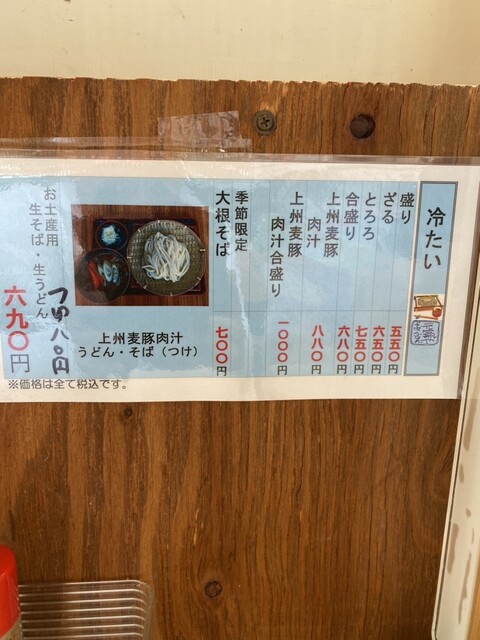 冷たい
盛り 五五〇円
ざる 六五〇円
とろろ 七五〇円
合盛り 六八〇円
上州麦豚
肉汁 八八〇円
上州麦豚
肉汁合盛り 一〇〇〇円
季節限定
大根そば 七〇〇円
上州麦豚肉汁
うどん・そば（つけ）
お土産用
生そば・生うどん
つゆ八〇円
六九〇円
※価格は全て税込です。